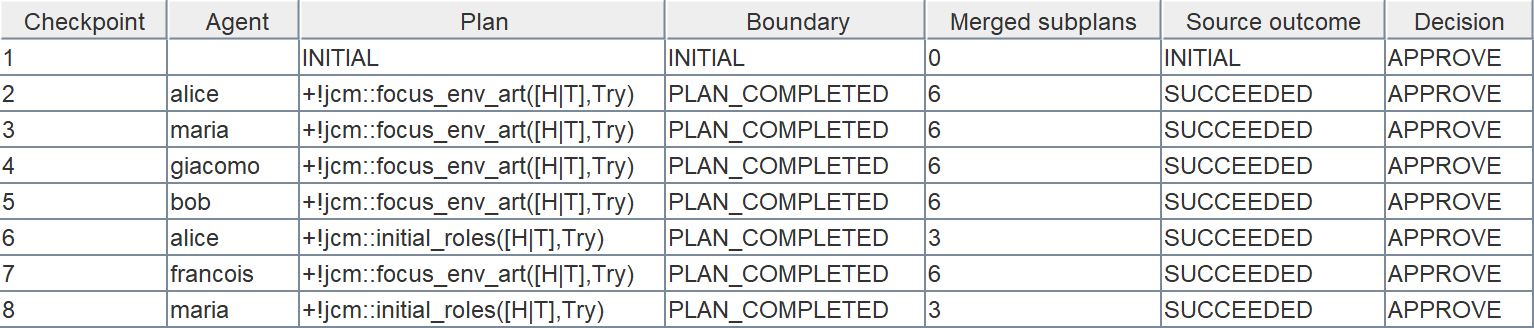 Checkpoint Agent Plan Boundary Merged subplans Source outcome Decision
1 INITIAL INITIAL 0 INITIAL APPROVE
2 alice +!jcm::focus_env_art([H|T],Try) PLAN_COMPLETED 6 SUCCEEDED APPROVE
3 maria +!jcm::focus_env_art([H|T],Try) PLAN_COMPLETED 6 SUCCEEDED APPROVE
4 giacomo +!jcm::focus_env_art([H|T],Try) PLAN_COMPLETED 6 SUCCEEDED APPROVE
5 bob +!jcm::focus_env_art([H|T],Try) PLAN_COMPLETED 6 SUCCEEDED APPROVE
6 alice +!jcm::initial_roles([H|T],Try) PLAN_COMPLETED 3 SUCCEEDED APPROVE
7 francois +!jcm::focus_env_art([H|T],Try) PLAN_COMPLETED 6 SUCCEEDED APPROVE
8 maria +!jcm::initial_roles([H|T],Try) PLAN_COMPLETED 3 SUCCEEDED APPROVE